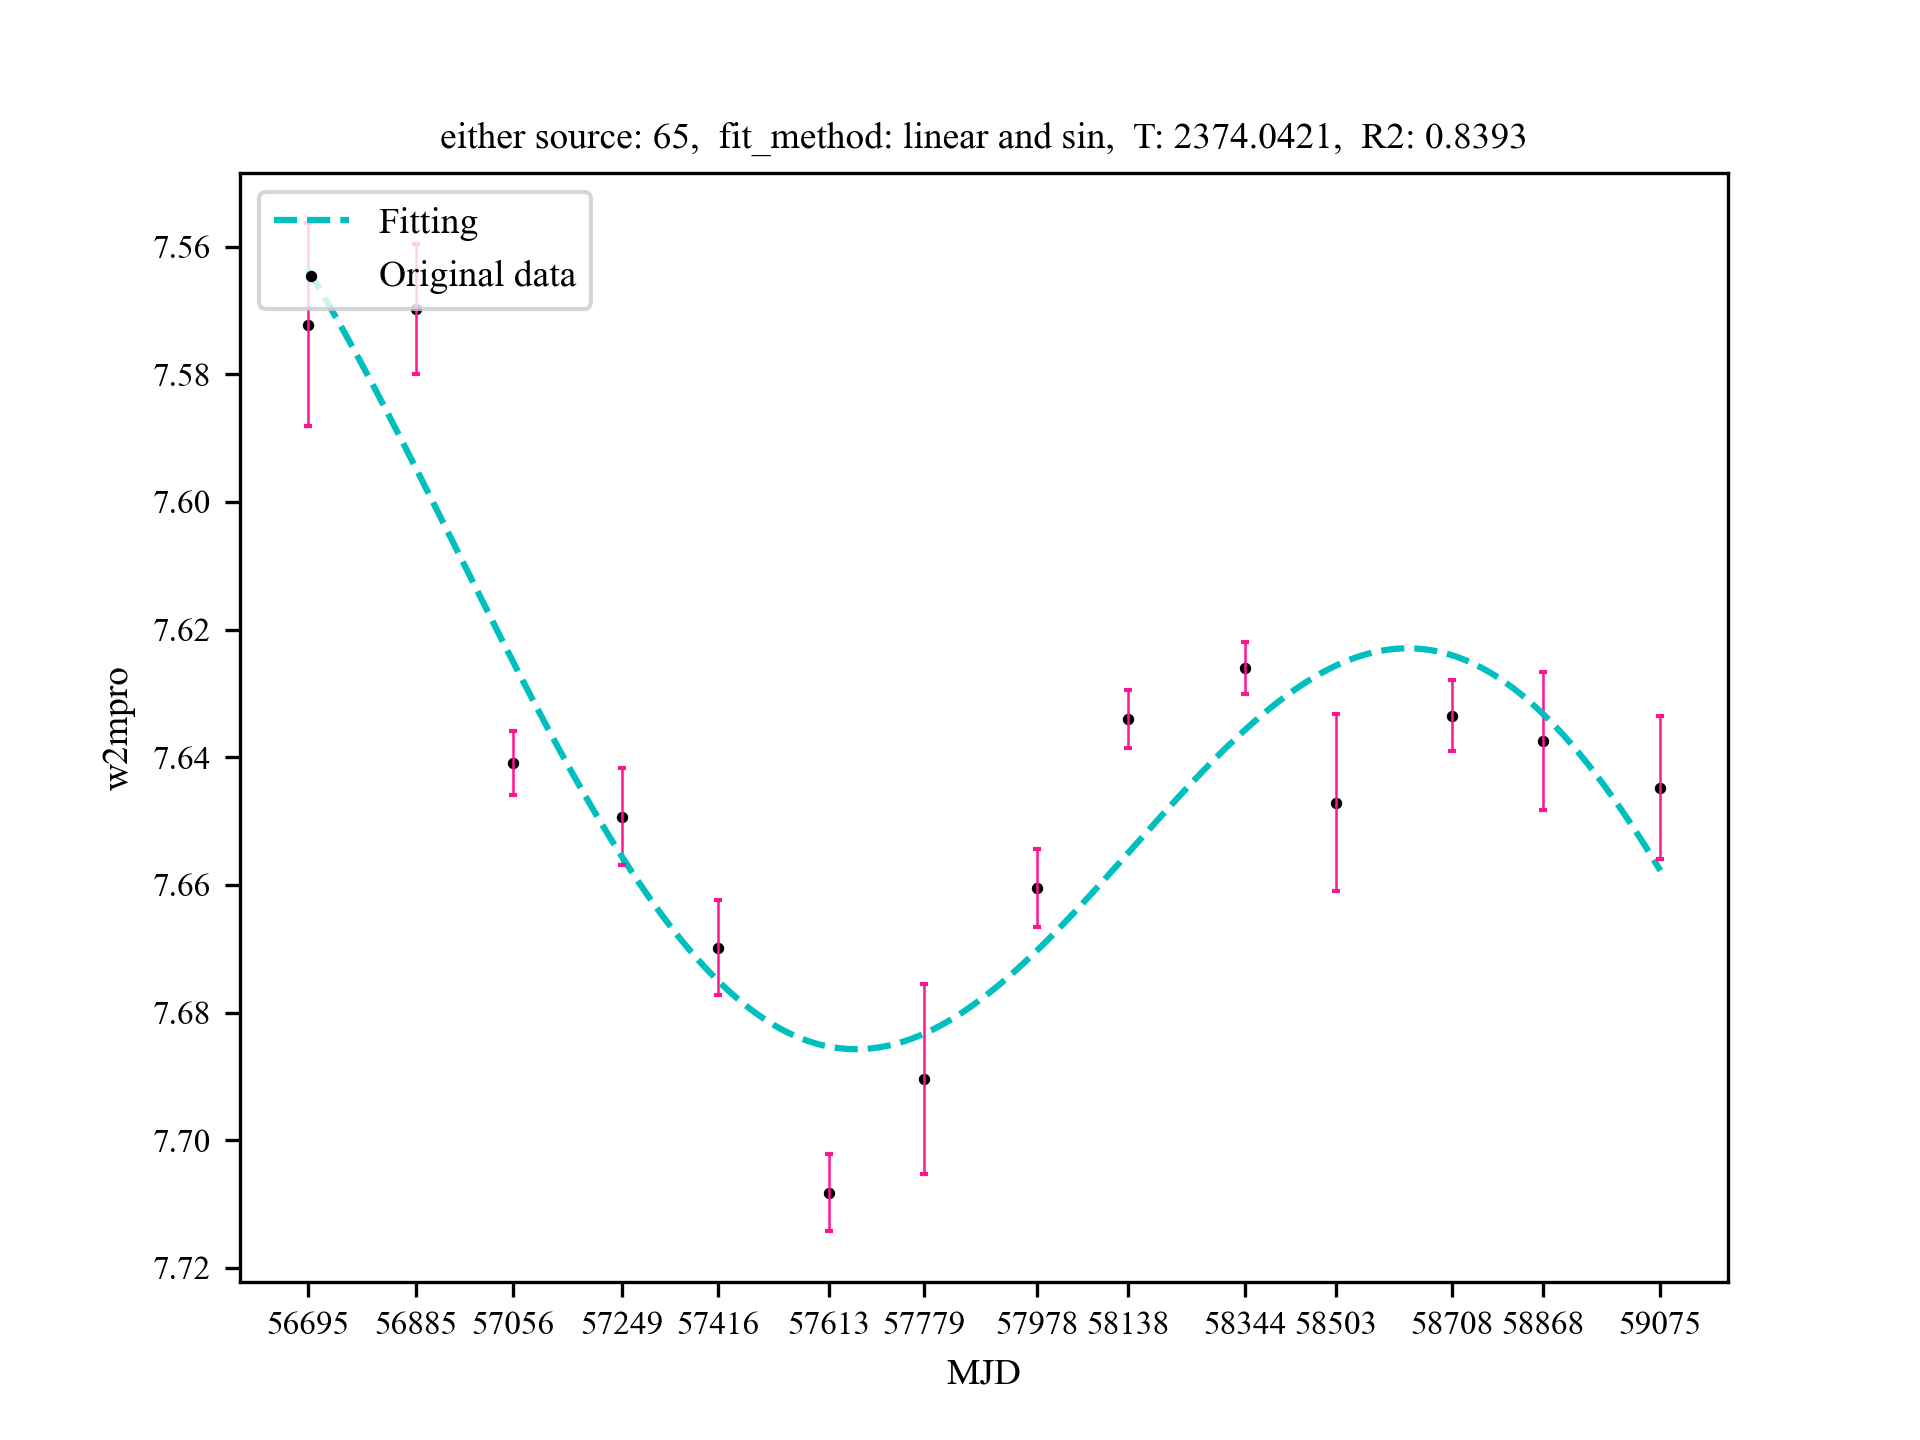 either source: 65,  fit_method: linear and sin,  T: 2374.0421,  R2: 0.8393
Fitting
Original data
7.56
7.58
7.60
7.62
7.64
7.66
7.68
7.70
7.72
w2mpro
56695 56885 57056 57249 57416 57613 57779 57978 58138 58344 58503 58708 58868 59075
MJD